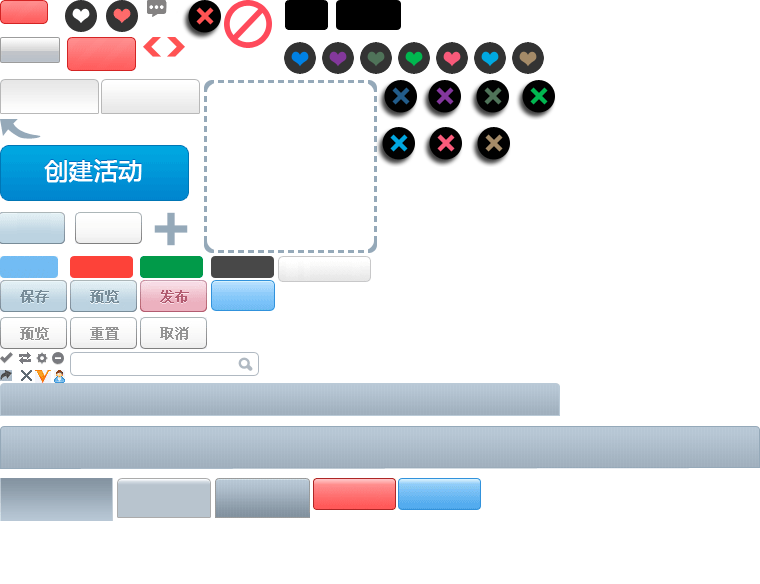 创建活动
保存 预览 发布
预览 重置 取消